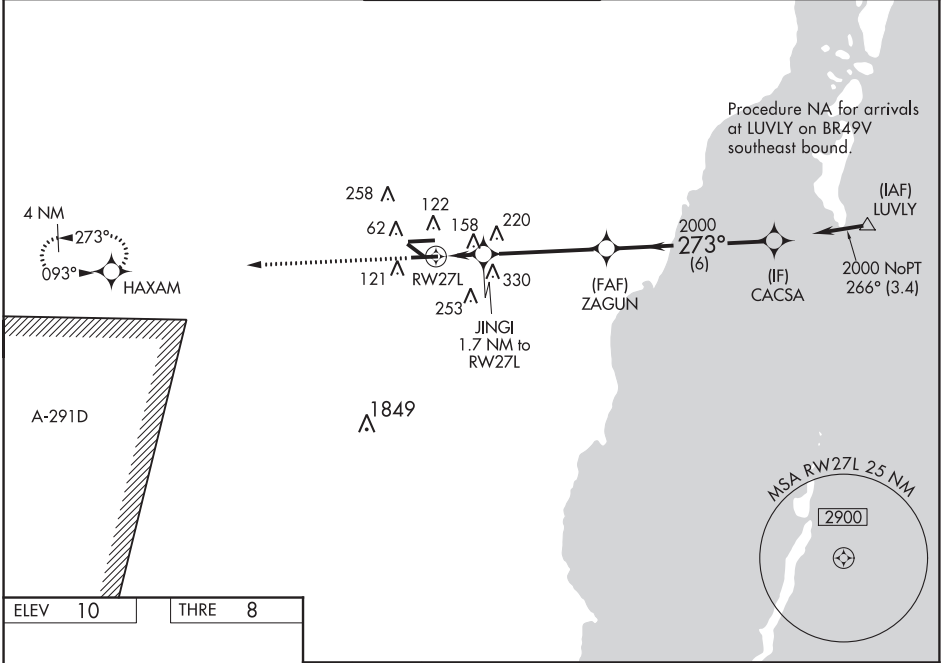 Procedure NA for arrivals
at LUVLY on BR49V
southeast bound.
(IAF)
LUVLY
2000 NoPT
266° (3.4)
4 NM
273°
093°
HAXAM
258
122
62
158
220
121
RW27L
330
253
JINGI
1.7 NM to
RW27L
(FAF)
ZAGUN
2000
273°
(6)
(IF)
CACSA
A-291D
1849
MSA RW27L 25 NM
2900
ELEV 10
THRE 8